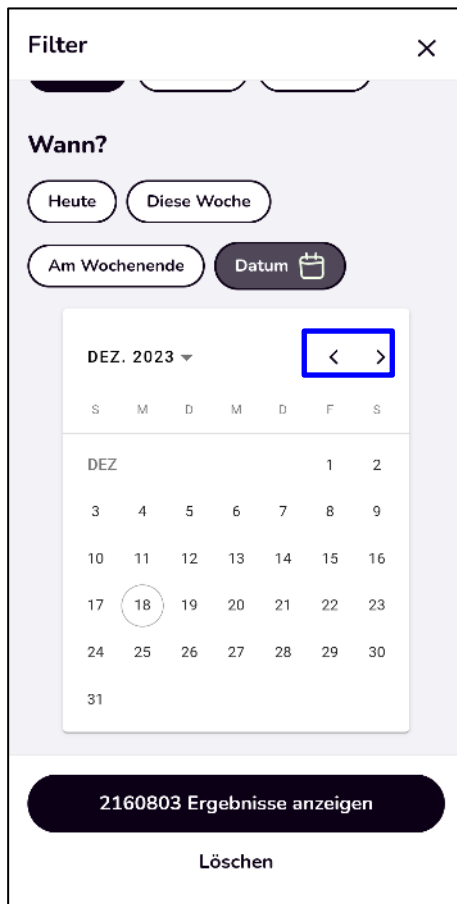 Filter
Wann?
Heute Diese Woche
Am Wochenende Datum
DEZ. 2023
S M D M D F S
DEZ 1 2
3 4 5 6 7 8 9
10 11 12 13 14 15 16
17 18 19 20 21 22 23
24 25 26 27 28 29 30
31
2160803 Ergebnisse anzeigen
Löschen